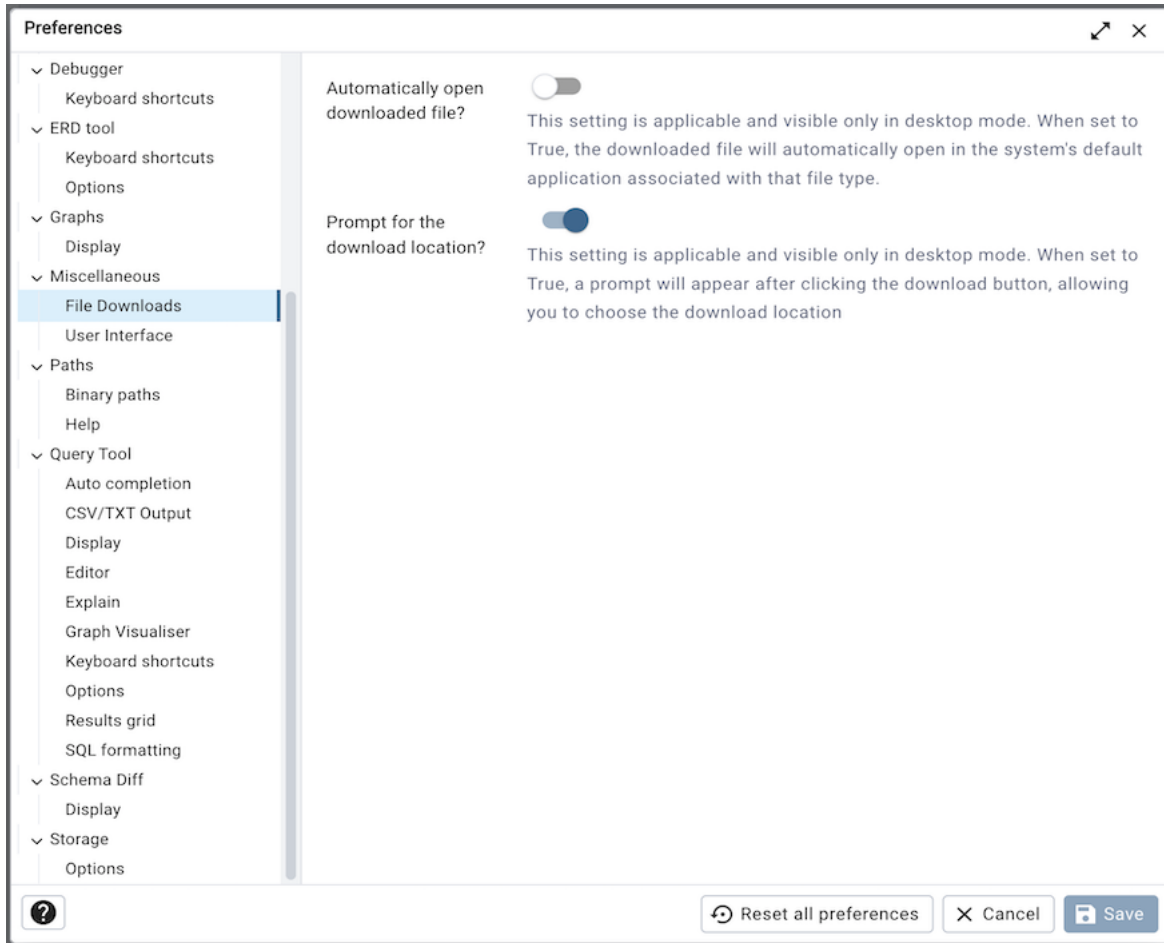 Preferences
Debugger
Keyboard shortcuts
ERD tool
Keyboard shortcuts
Options
Graphs
Display
Miscellaneous
File Downloads
User Interface
Paths
Binary paths
Help
Query Tool
Auto completion
CSV/TXT Output
Display
Editor
Explain
Graph Visualiser
Keyboard shortcuts
Options
Results grid
SQL formatting
Schema Diff
Display
Storage
Options
Automatically open
downloaded file?
This setting is applicable and visible only in desktop mode. When set to
True, the downloaded file will automatically open in the system's default
application associated with that file type.
Prompt for the
download location?
This setting is applicable and visible only in desktop mode. When set to
True, a prompt will appear after clicking the download button, allowing
you to choose the download location
?
Reset all preferences
Cancel
Save